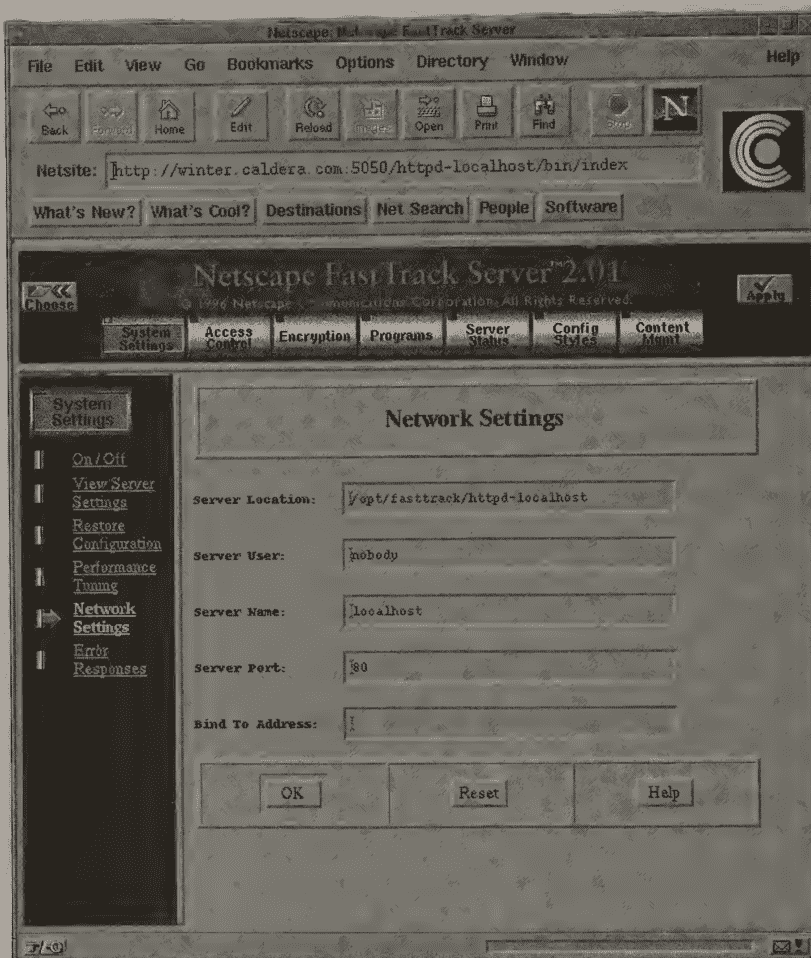 Netscape: Netscape FastTrack Server
File Edit View Go Bookmarks Options Directory Window Help
Back Forward Home Edit Reload Images Open Print Find Stop N
Netsite: http://winter.caldera.com:5050/httpd-localhost/bin/index
What's New? What's Cool? Destinations Net Search People Software
Netscape FastTrack Server™ 2.01
© 1996 Netscape Communications Corporation, All Rights Reserved.
Choose
Apply
System Settings
Access Control
Encryption
Programs
Server Status
Config Styles
Content Mgmt
System
Settings
On/Off
View Server
Settings
Restore
Configuration
Performance
Tuning
Network
Settings
Error
Responses
Network Settings
Server Location: /opt/fasttrack/httpd-localhost
Server User: nobody
Server Name: localhost
Server Port: 80
Bind To Address:
OK Reset Help